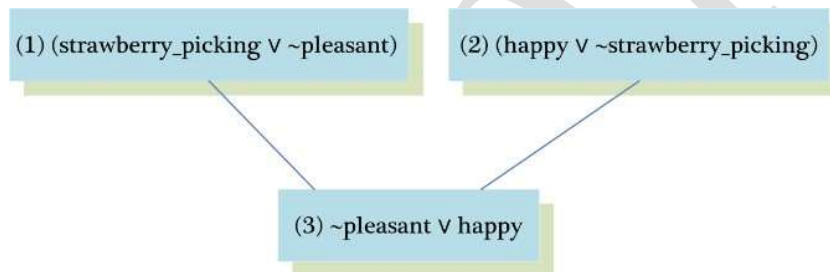 (1) (strawberry_picking ∨ ~pleasant)
(2) (happy ∨ ~strawberry_picking)
(3) ~pleasant ∨ happy